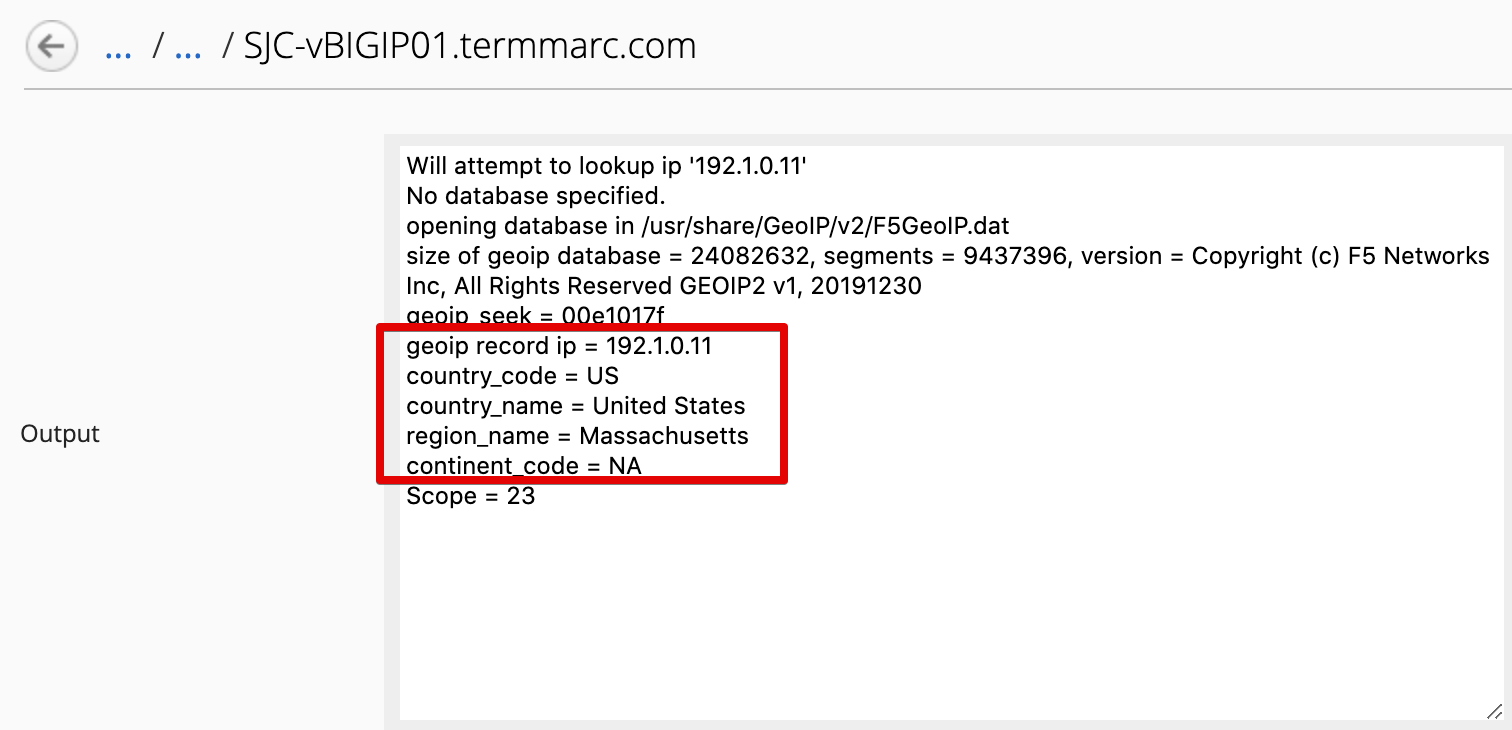 ... / ... / SJC-vBIGIP01.termmarc.com
Will attempt to lookup ip '192.1.0.11'
No database specified.
opening database in /usr/share/GeoIP/v2/F5GeoIP.dat
size of geoip database = 24082632, segments = 9437396, version = Copyright (c) F5 Networks
Inc, All Rights Reserved GEOIP2 v1, 20191230
geoip_seek = 00e1017f
geoip record ip = 192.1.0.11
country_code = US
country_name = United States
Output
region_name = Massachusetts
continent_code = NA
Scope = 23